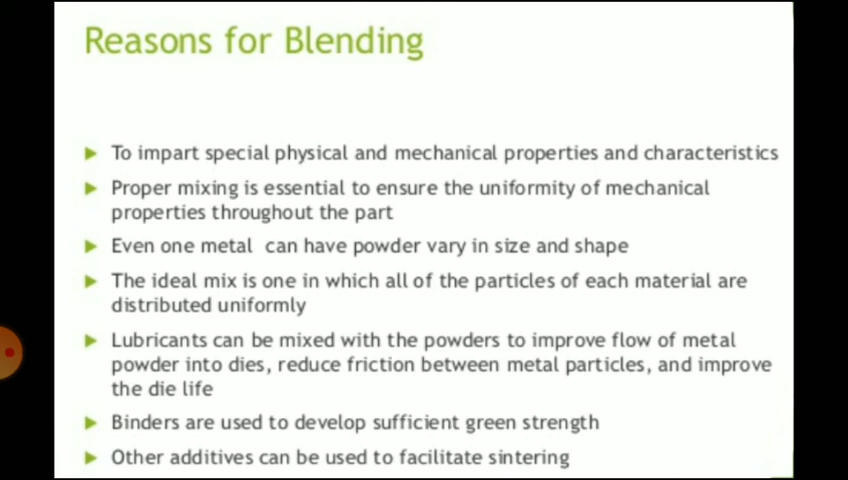 Reasons for Blending
To impart special physical and mechanical properties and characteristics
Proper mixing is essential to ensure the uniformity of mechanical
properties throughout the part
Even one metal can have powder vary in size and shape
The ideal mix is one in which all of the particles of each material are
distributed uniformly
Lubricants can be mixed with the powders to improve flow of metal
powder into dies, reduce friction between metal particles, and improve
the die life
Binders are used to develop sufficient green strength
Other additives can be used to facilitate sintering